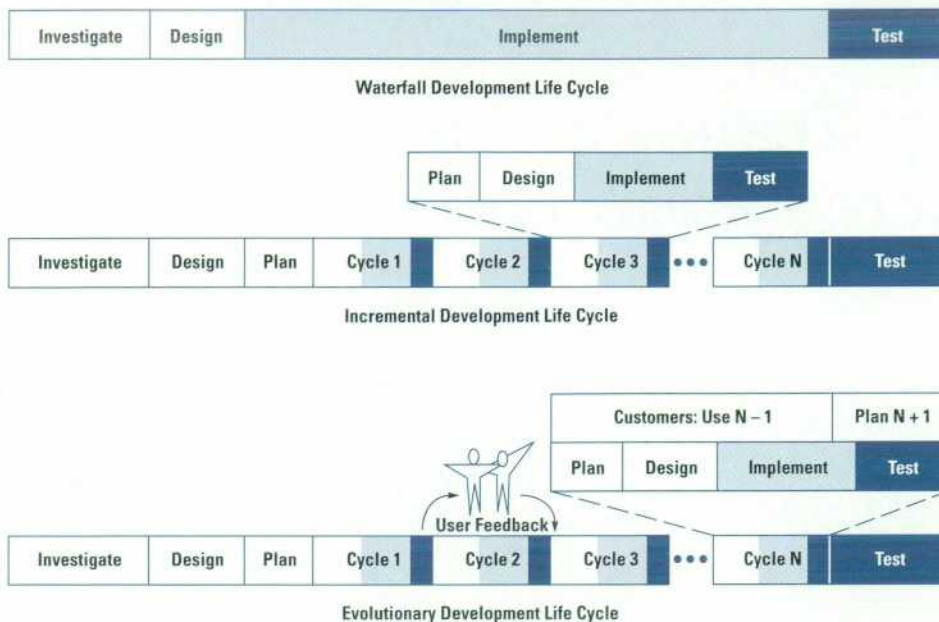 Investigate Design Implement Test
Waterfall Development Life Cycle
Plan Design Implement Test
Investigate Design Plan Cycle 1 Cycle 2 Cycle 3 ••• Cycle N Test
Incremental Development Life Cycle
Customers: Use N – 1 Plan N + 1
Plan Design Implement Test
User Feedback
Investigate Design Plan Cycle 1 Cycle 2 Cycle 3 ••• Cycle N Test
Evolutionary Development Life Cycle